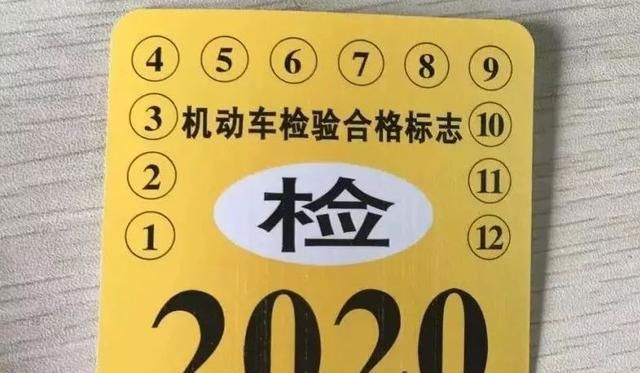 ④ ⑤ ⑥ ⑦ ⑧ ⑨
③ 机动车检验合格标志 ⑩
② ⑪
检
① ⑫
2020